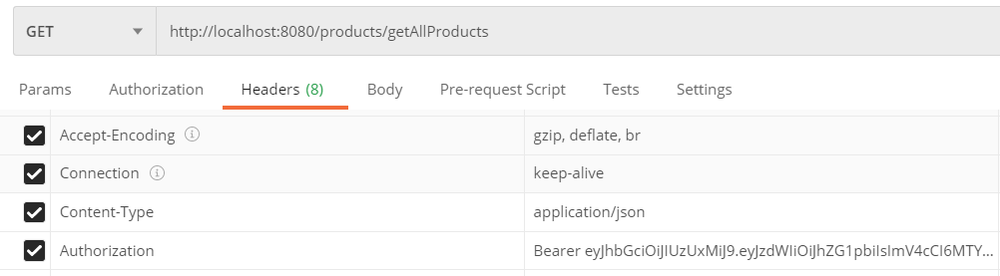 GET http://localhost:8080/products/getAllProducts
Params Authorization Headers (8) Body Pre-request Script Tests Settings
Accept-Encoding gzip, deflate, br
Connection keep-alive
Content-Type application/json
Authorization Bearer eyJhbGciOiJIUzUxMiJ9.eyJzdWIiOiJhZG1pbiIsImV4cCI6MTY...